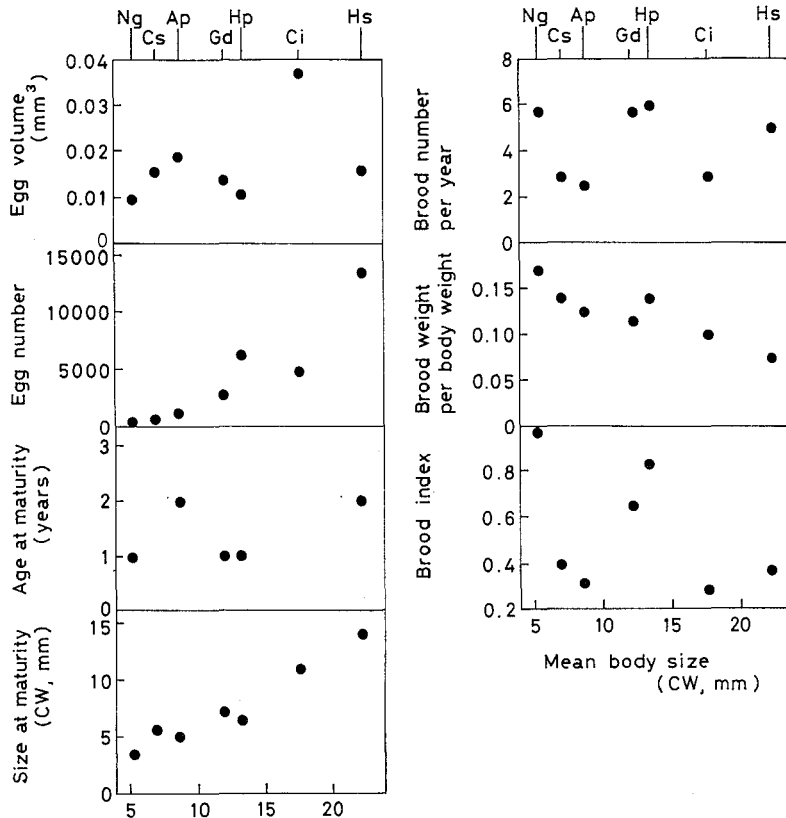 Ng Ap Hp Hs
Cs Gd Ci
Egg volume (mm³)
0.04
0.03
0.02
0.01
0
Egg number
15000
10000
5000
0
Age at maturity (years)
3
2
1
0
Size at maturity (CW, mm)
15
10
5
0
5 10 15 20
Ng Ap Hp Hs
Cs Gd Ci
Brood number per year
8
6
4
2
0
Brood weight per body weight
0.15
0.10
0.05
0
Brood index
0.8
0.6
0.4
0.2
5 10 15 20
Mean body size
(CW, mm)